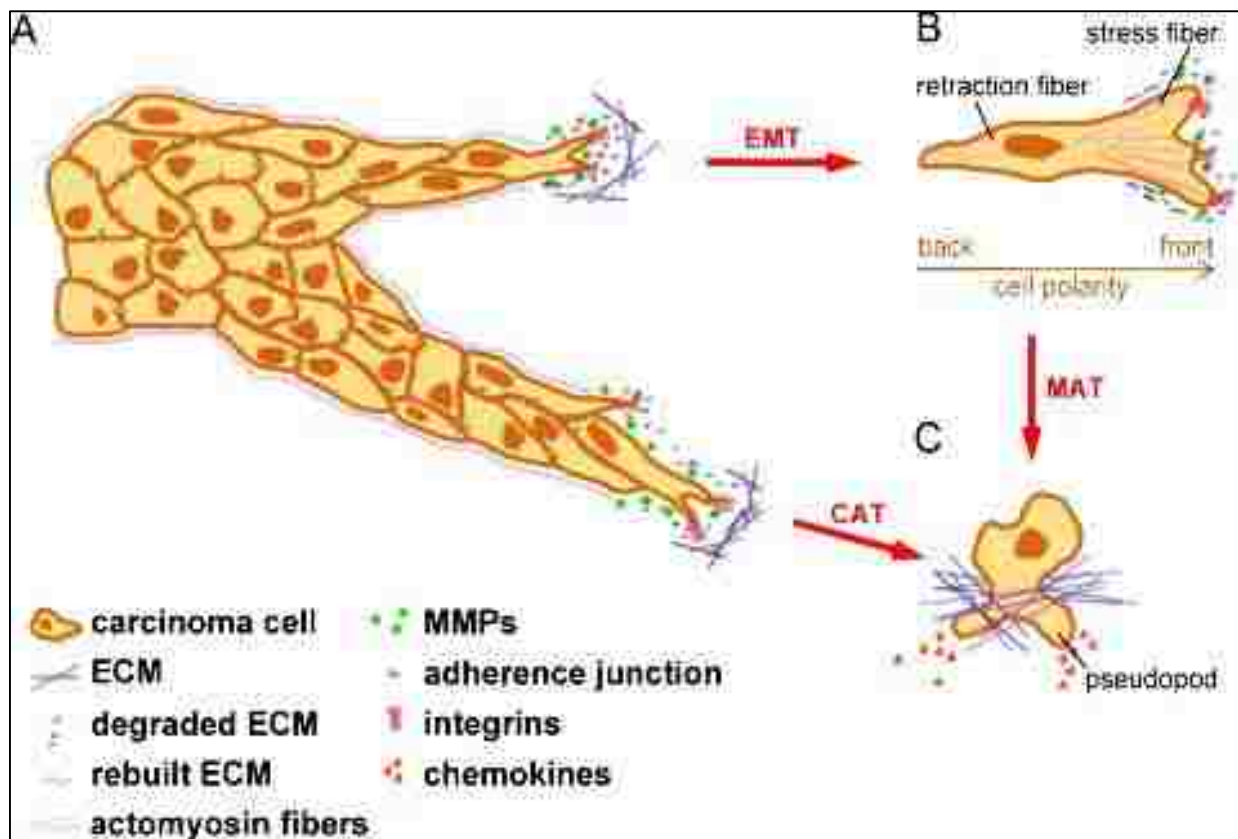 A
EMT
B
stress fiber
retraction fiber
back
front
cell polarity
MAT
C
CAT
pseudopod
carcinoma cell
ECM
degraded ECM
rebuilt ECM
actomyosin fibers
MMPs
adherence junction
integrins
chemokines